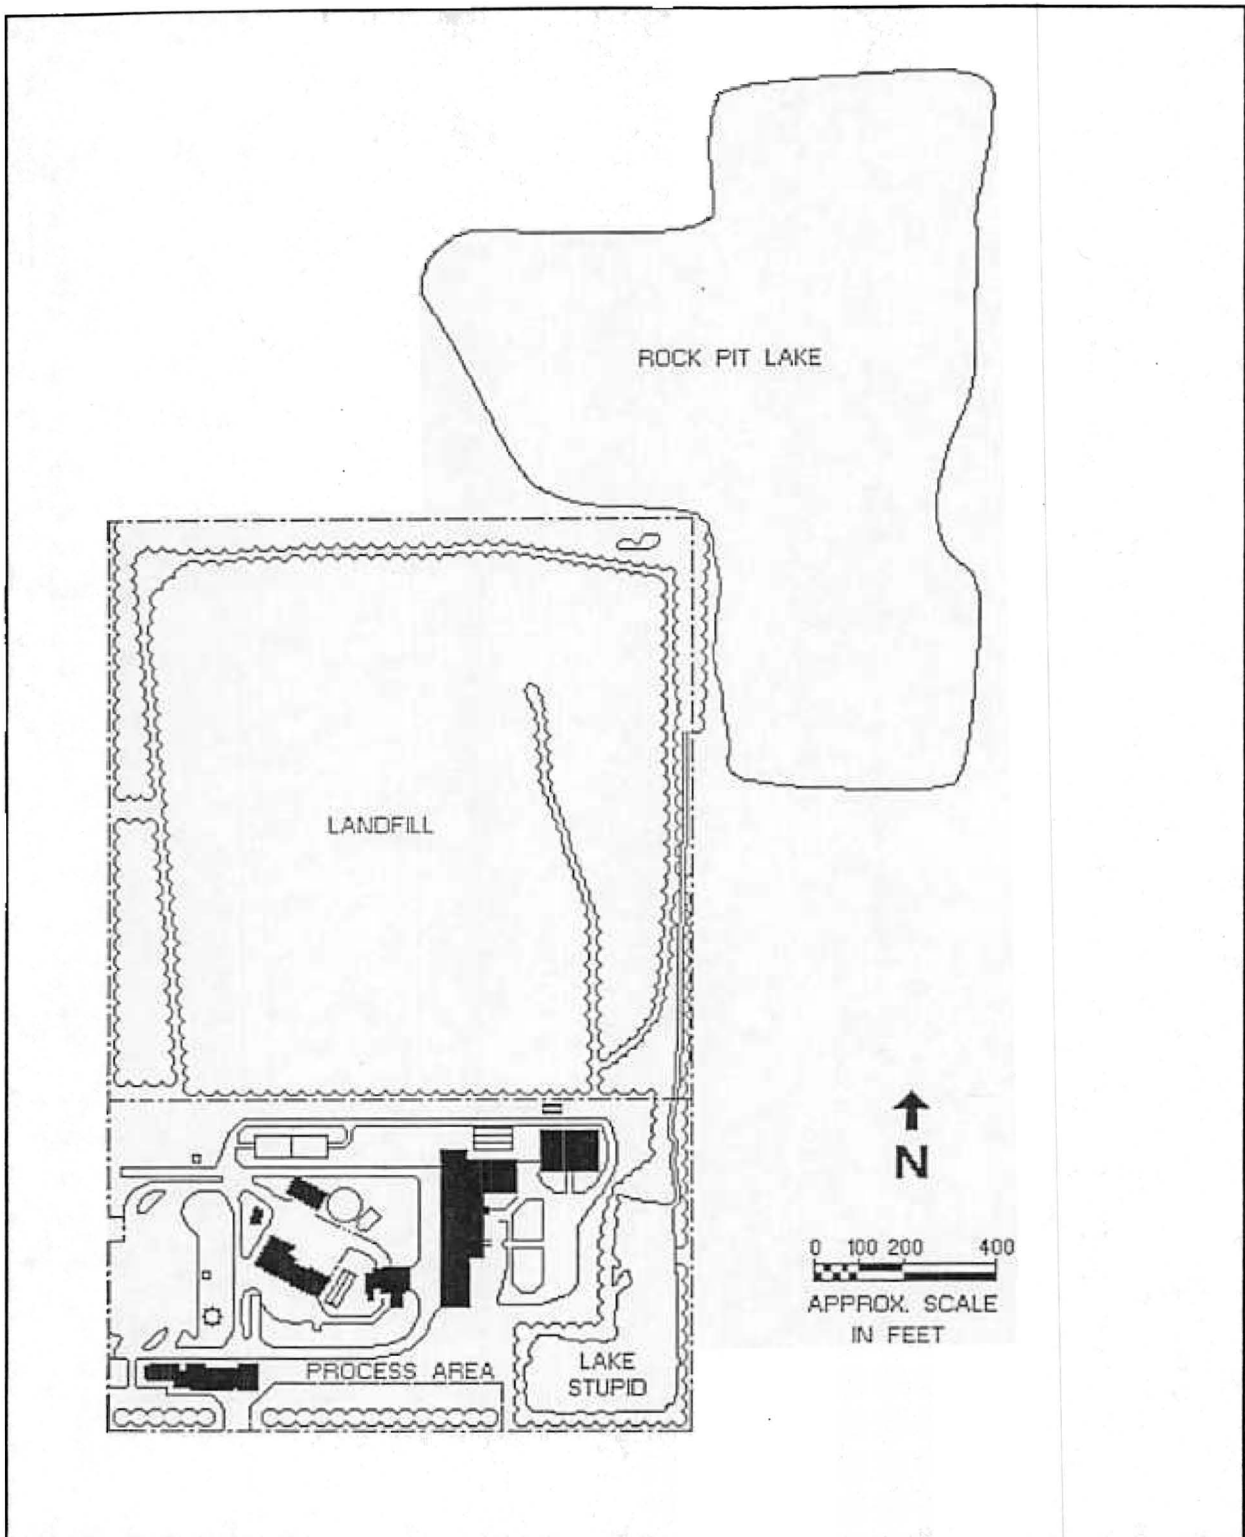 ROCK PIT LAKE
LANDFILL
N
0 100 200 400
APPROX. SCALE
IN FEET
LAKE
STUPID
PROCESS AREA